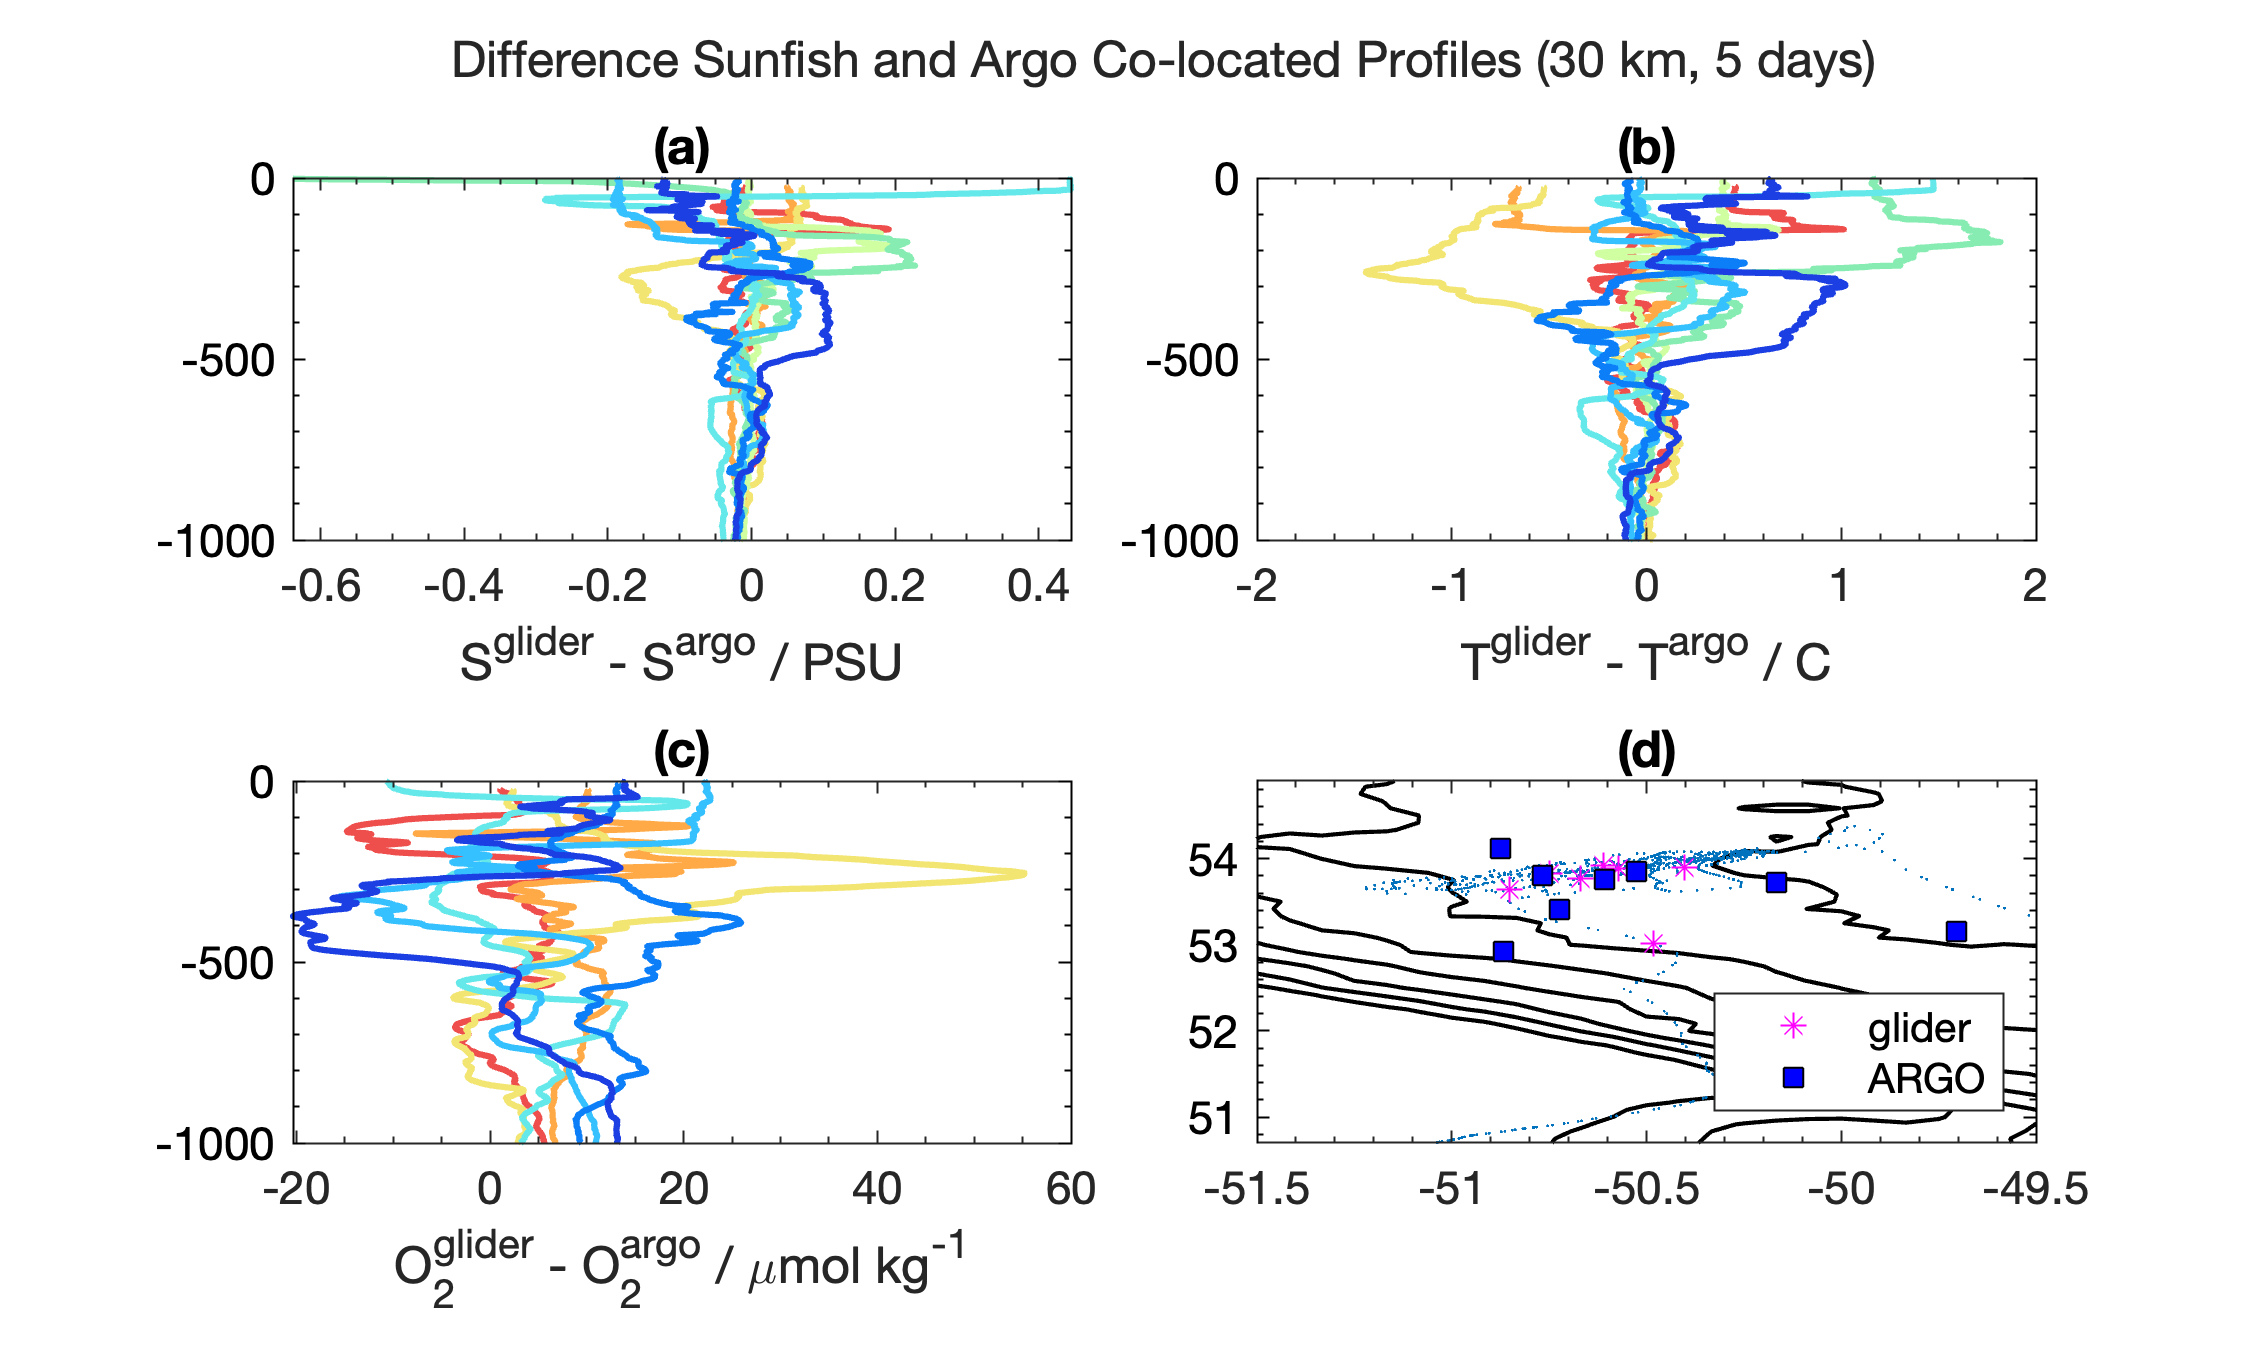 Difference Sunfish and Argo Co-located Profiles (30 km, 5 days)
(a)
0
-500
-1000
-0.6 -0.4 -0.2 0 0.2 0.4
S^glider - S^argo / PSU
(b)
0
-500
-1000
-2 -1 0 1 2
T^glider - T^argo / C
(c)
0
-500
-1000
-20 0 20 40 60
O_2^glider - O_2^argo / μmol kg^-1
(d)
54
53
52
51
-51.5 -51 -50.5 -50 -49.5
glider
ARGO